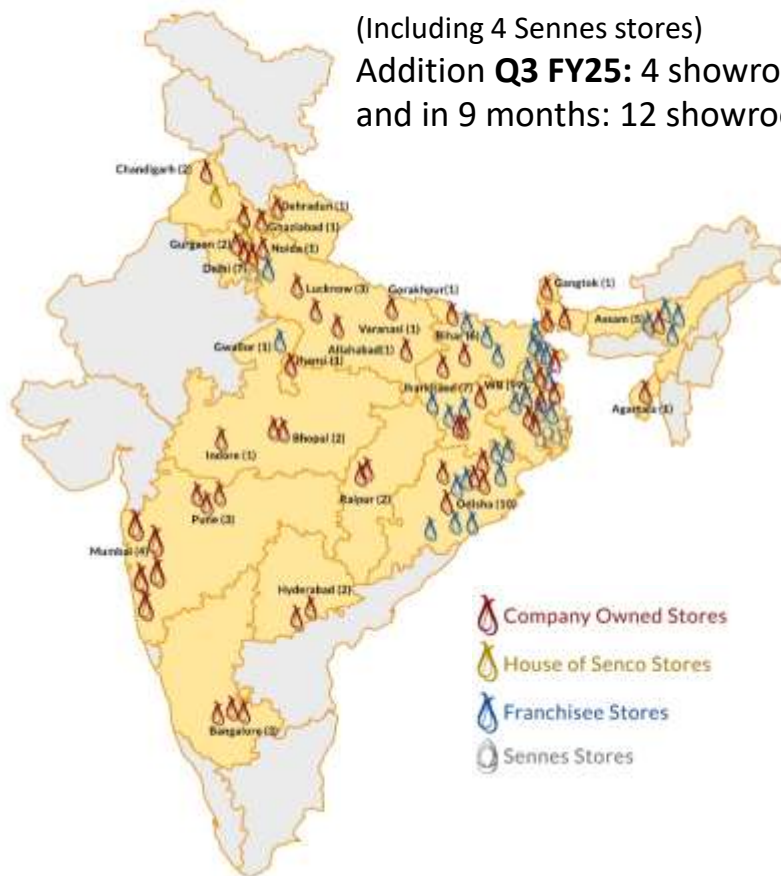 (Including 4 Sennes stores)
Addition Q3 FY25: 4 showro
and in 9 months: 12 showroo
Chandigarh (2)
Dehradun (1)
Ghaziabad (1)
Gurgaon (2)
Noida (1)
Delhi (7)
Lucknow (3)
Gorakhpur(1)
Gangtok (1)
Varanasi (1)
Bihar (6)
Assam (5)
Gwalior (1)
Allahabad(1)
Jhansi (1)
Jharkhand (7)
WB (59)
Agartala (1)
Bhopal (2)
Indore (1)
Raipur (2)
Odisha (10)
Pune (3)
Mumbai (4)
Hyderabad (2)
Company Owned Stores
House of Senco Stores
Franchisee Stores
Sennes Stores
Bangalore (3)